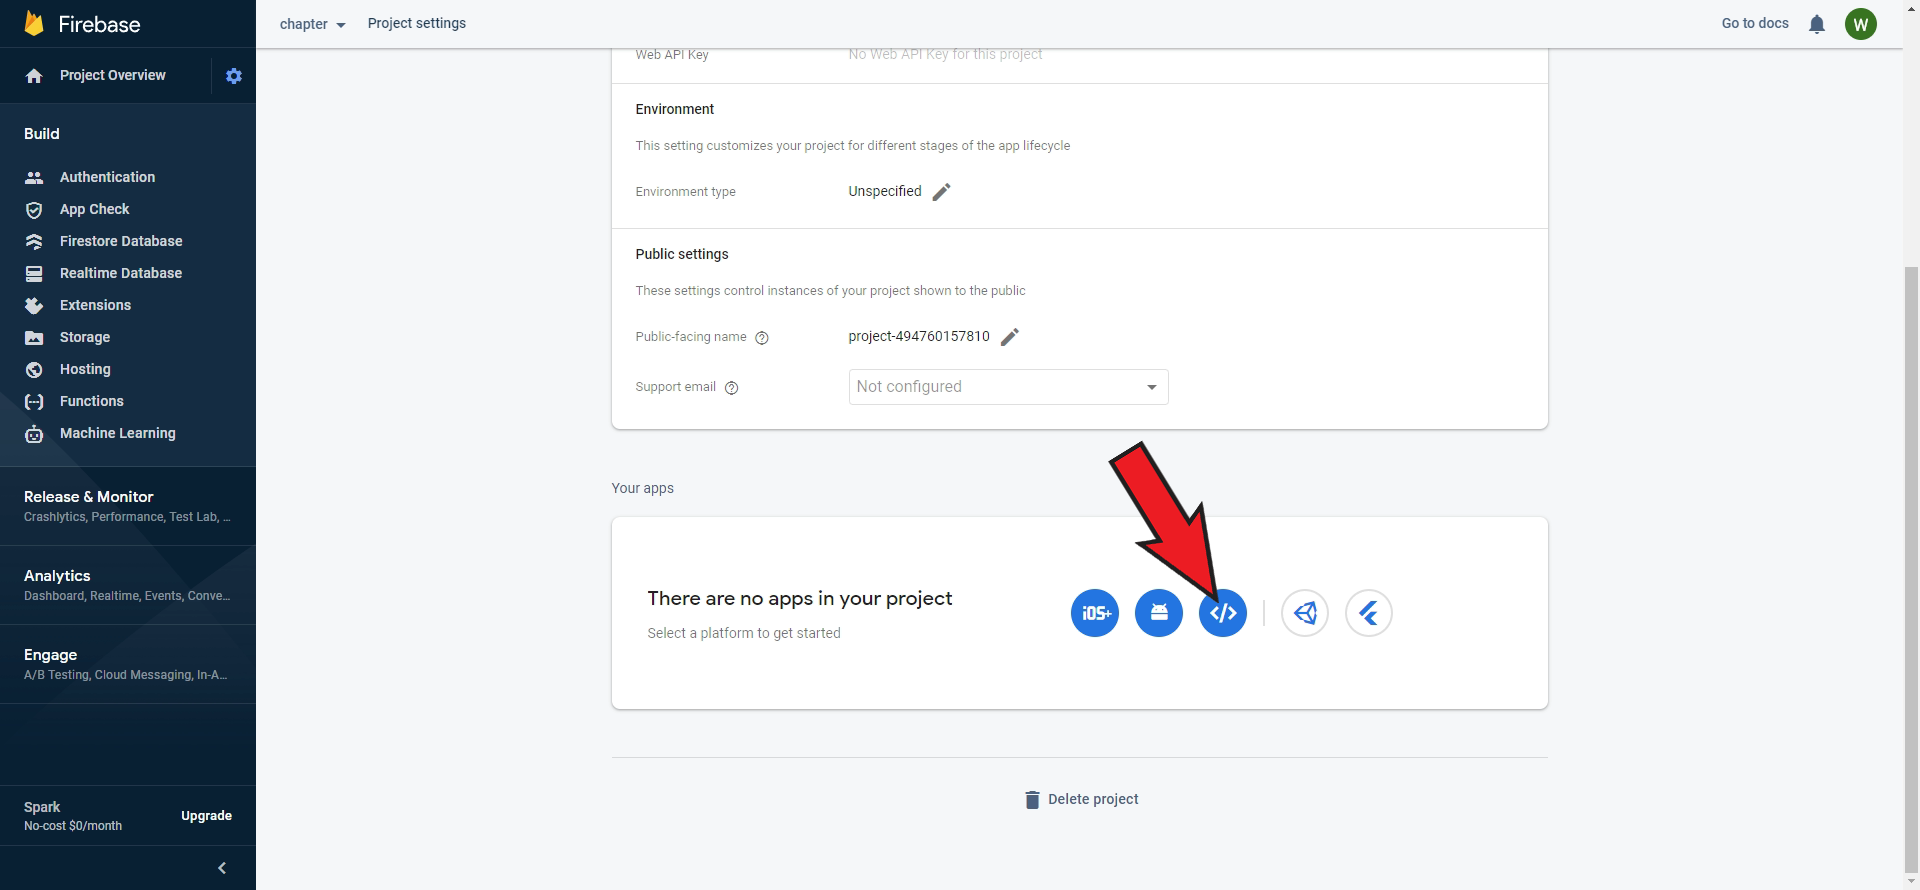 Firebase
chapter
Project settings
Go to docs
W
Project Overview
Build
Authentication
App Check
Firestore Database
Realtime Database
Extensions
Storage
Hosting
Functions
Machine Learning
Release & Monitor
Crashlytics, Performance, Test Lab, ...
Analytics
Dashboard, Realtime, Events, Conve...
Engage
A/B Testing, Cloud Messaging, In-A...
Spark
No-cost $0/month
Upgrade
Web API Key
No Web API Key for this project
Environment
This setting customizes your project for different stages of the app lifecycle
Environment type
Unspecified
Public settings
These settings control instances of your project shown to the public
Public-facing name
project-494760157810
Support email
Not configured
Your apps
There are no apps in your project
Select a platform to get started
iOS+
</>
Delete project